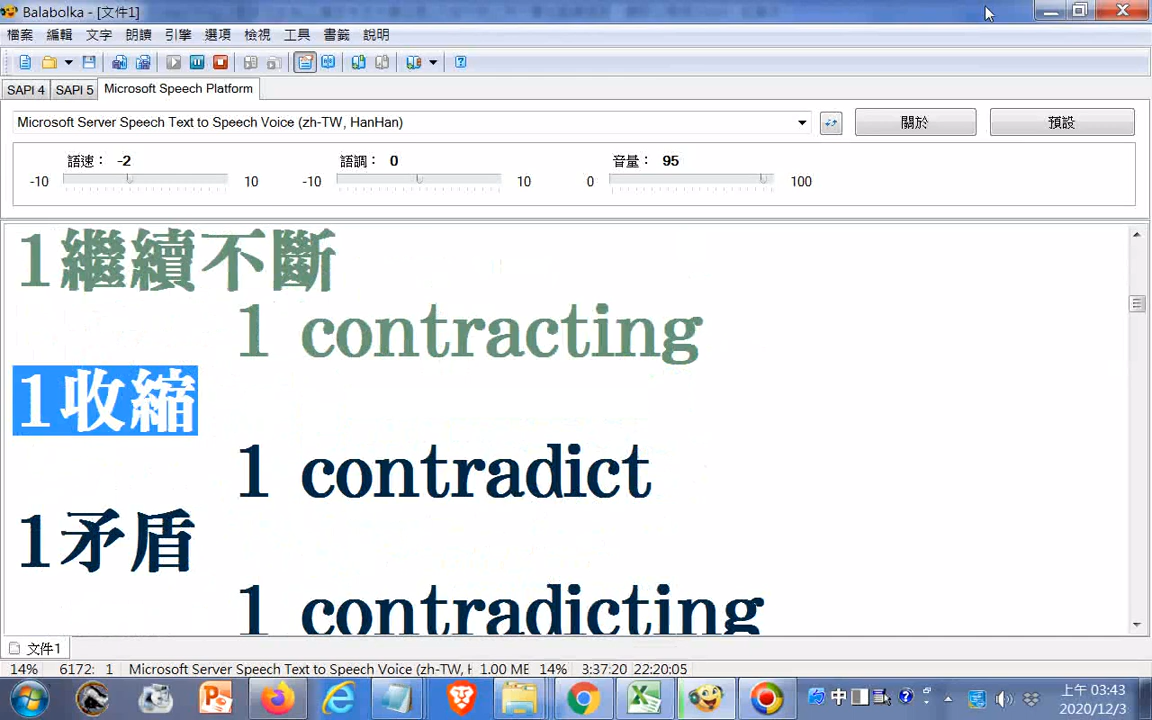 Balabolka - [文件1]
檔案 編輯 文字 朗讀 引擎 選項 檢視 工具 書籤 說明
SAPI 4 SAPI 5 Microsoft Speech Platform
Microsoft Server Speech Text to Speech Voice (zh-TW, HanHan) 關於 預設
語速： -2 語調： 0 音量： 95
-10 10 -10 10 0 100
1繼續不斷
1 contracting
1收縮
1 contradict
1矛盾
1 contradicting
文件1
14% 6172: 1 Microsoft Server Speech Text to Speech Voice (zh-TW, 1.00 ME 14% 3:37:20 22:20:05
中 上午 03:43
2020/12/3